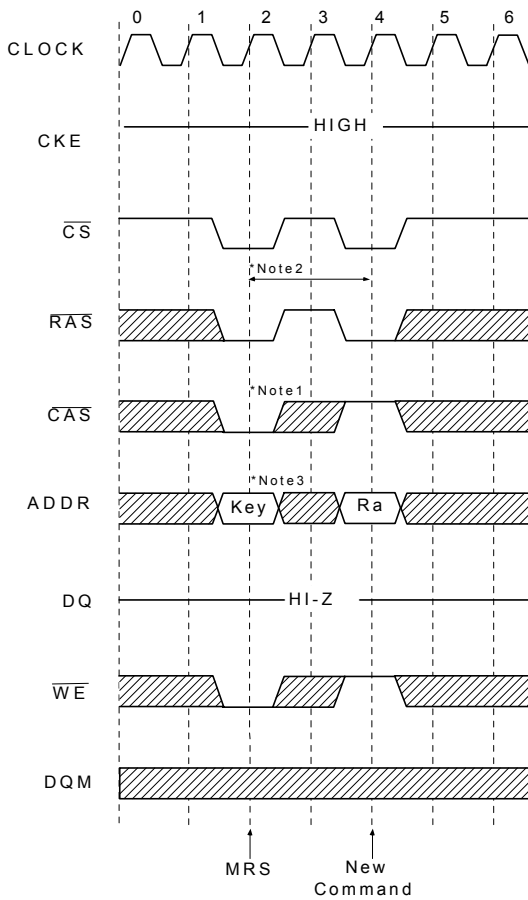 0 1 2 3 4 5 6
CLOCK
HIGH
CKE
CS
*Note2
RAS
*Note1
CAS
*Note3
ADDR Key Ra
DQ HI-Z
WE
DQM
MRS New
Command